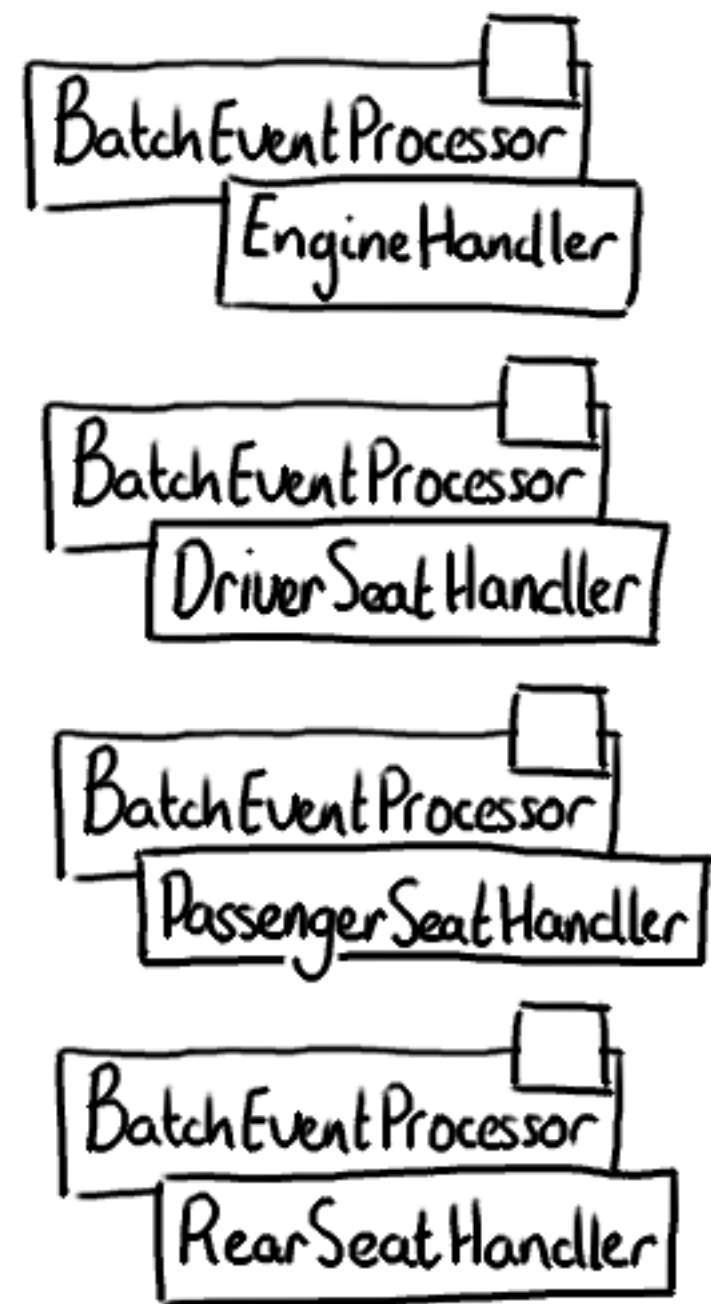 BatchEventProcessor
EngineHandler
BatchEventProcessor
DriverSeatHandler
BatchEventProcessor
PassengerSeatHandler
BatchEventProcessor
RearSeatHandler